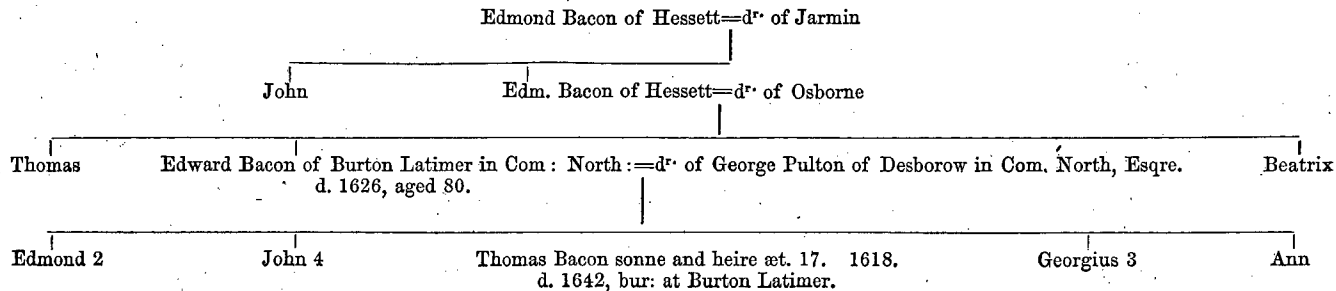 Edmond Bacon of Hessett=dr. of Jarmin
John Edm. Bacon of Hessett=dr. of Osborne
Thomas Edward Bacon of Burton Latimer in Com : North :=dr. of George Pulton of Desborow in Com. North, Esqre. Beatrix
d. 1626, aged 80.
Edmond 2 John 4 Thomas Bacon sonne and heire æt. 17. 1618. Georgius 3 Ann
d. 1642, bur: at Burton Latimer.